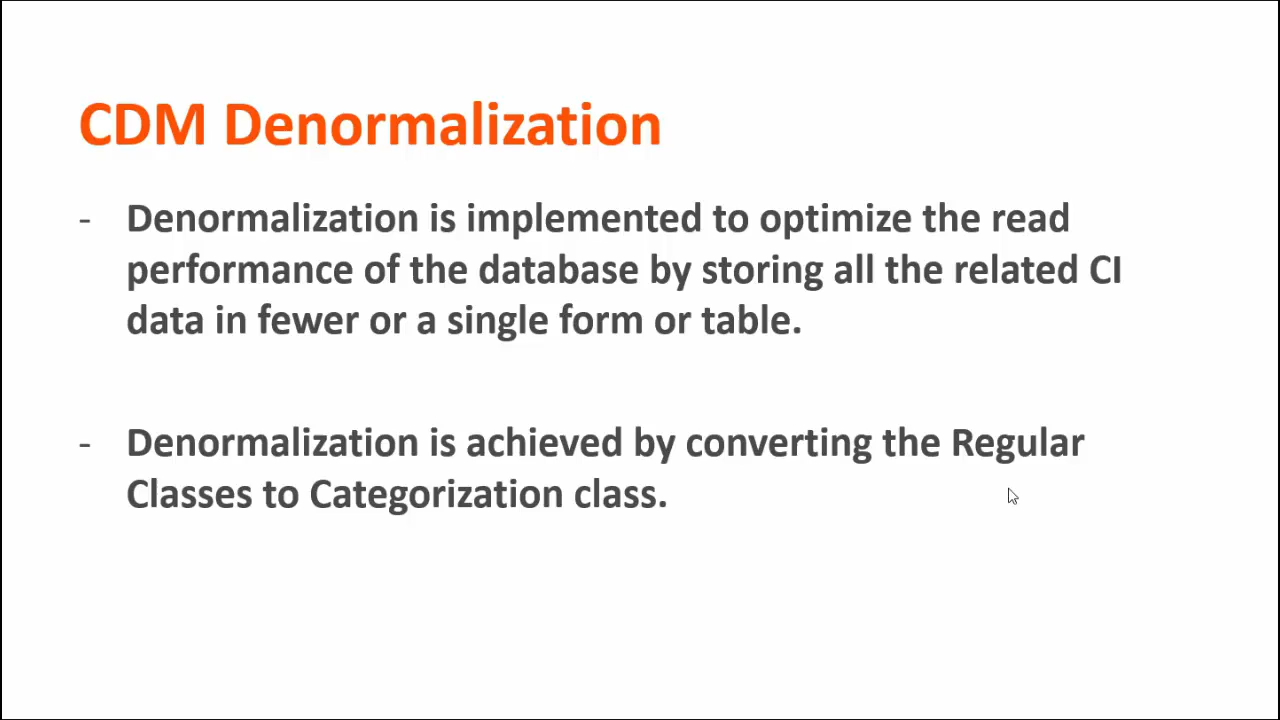 CDM Denormalization
- Denormalization is implemented to optimize the read
performance of the database by storing all the related CI
data in fewer or a single form or table.
- Denormalization is achieved by converting the Regular
Classes to Categorization class.